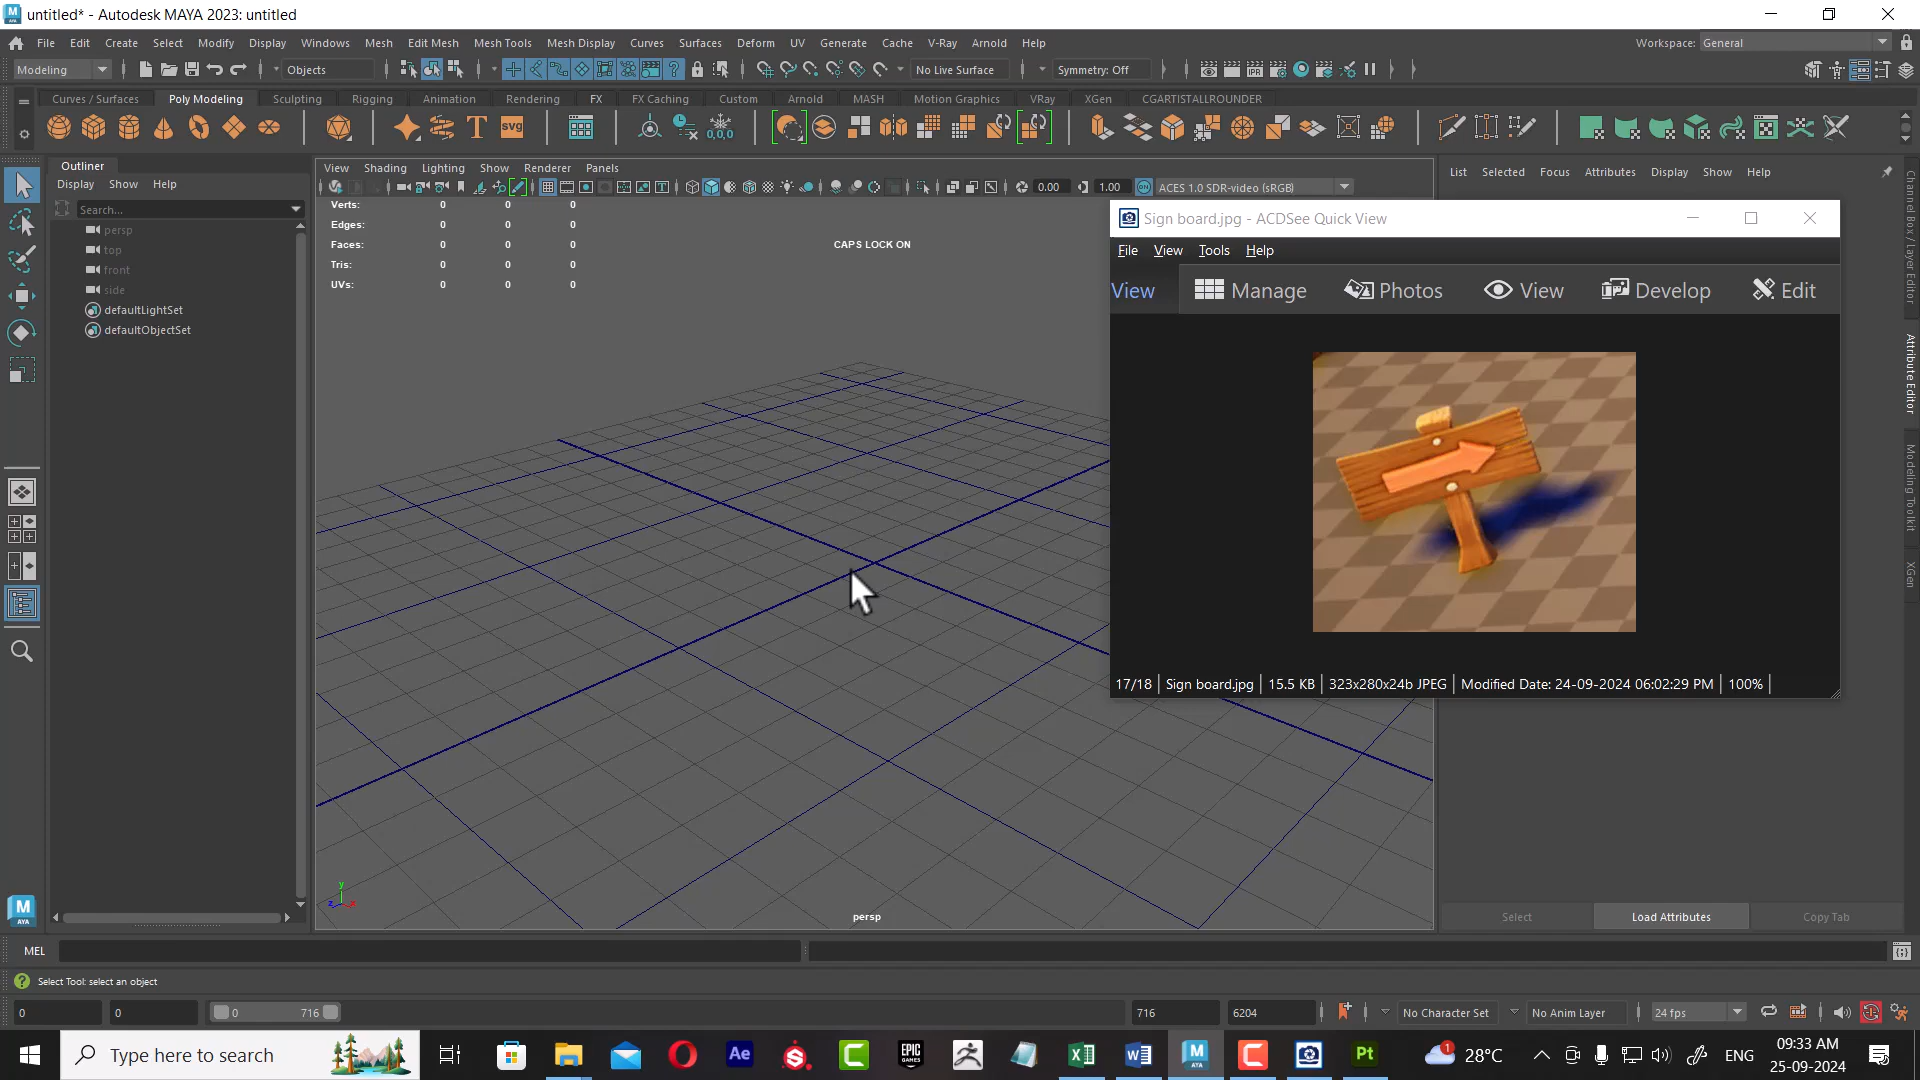 untitled* - Autodesk MAYA 2023: untitled
File Edit Create Select Modify Display Windows Mesh Edit Mesh Mesh Tools Mesh Display Curves Surfaces Deform UV Generate Cache V-Ray Arnold Help Workspace: General
Modeling Objects No Live Surface Symmetry: Off
Curves / Surfaces Poly Modeling Sculpting Rigging Animation Rendering FX FX Caching Custom Arnold MASH Motion Graphics VRay XGen CGARTISTALLROUNDER
Outliner
Display Show Help
Search...
persp
top
front
side
defaultLightSet
defaultObjectSet
View Shading Lighting Show Renderer Panels
0.00 1.00 ACES 1.0 SDR-video (sRGB)
Verts: 0 0 0
Edges: 0 0 0
Faces: 0 0 0
Tris: 0 0 0
UVs: 0 0 0
CAPS LOCK ON
persp
List Selected Focus Attributes Display Show Help
Sign board.jpg - ACDSee Quick View
File View Tools Help
View Manage Photos View Develop Edit
17/18 Sign board.jpg 15.5 KB 323x280x24b JPEG Modified Date: 24-09-2024 06:02:29 PM 100%
Channel Box / Layer Editor
Attribute Editor
Modeling Toolkit
XGen
Select Load Attributes Copy Tab
MEL
Select Tool: select an object
0 0 0 716 716 6204 No Character Set No Anim Layer 24 fps
Type here to search 28°C ENG 09:33 AM
25-09-2024